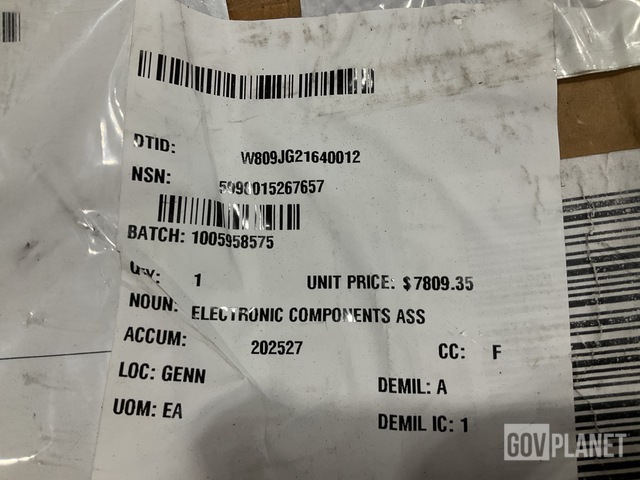 DTID: W809JG21640012
NSN: 5998015267657
BATCH: 1005958575
QTY: 1 UNIT PRICE: $7809.35
NOUN: ELECTRONIC COMPONENTS ASS
ACCUM: 202527 CC: F
LOC: GENN DEMIL: A
UOM: EA DEMIL IC: 1
GOVPLANET